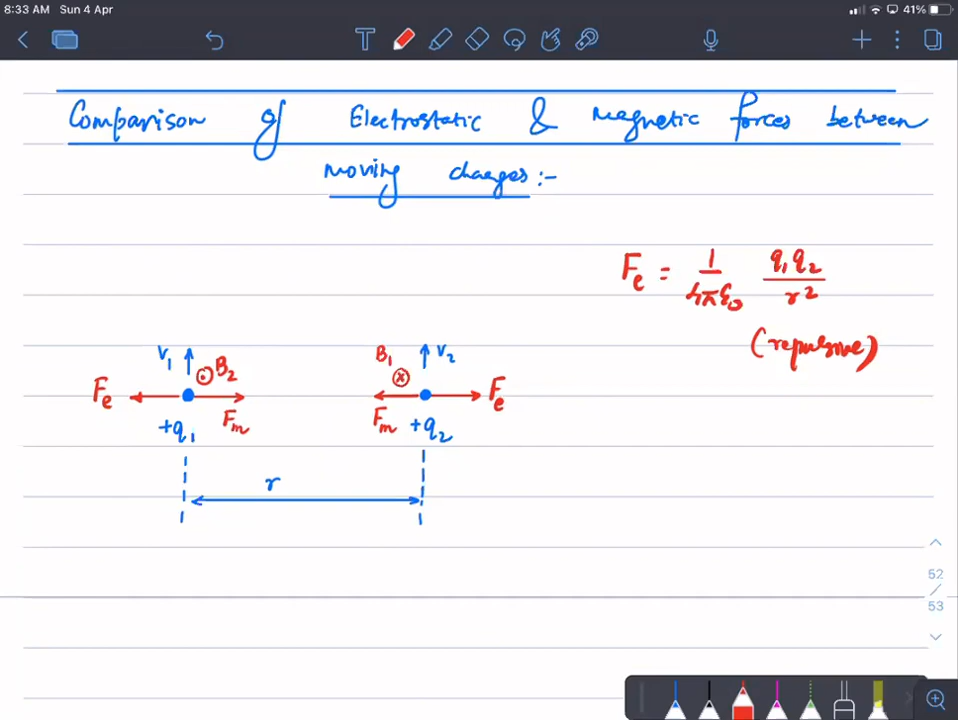 8:33 AM Sun 4 Apr 41%
T
Comparison of Electrostatic & Magnetic forces between
moving charges :-
Fe = 1/4πε0 q1q2/r²
(repulsive)
v1 B2 B1 v2
Fe Fm Fm Fe
+q1 +q2
r
52
/
53